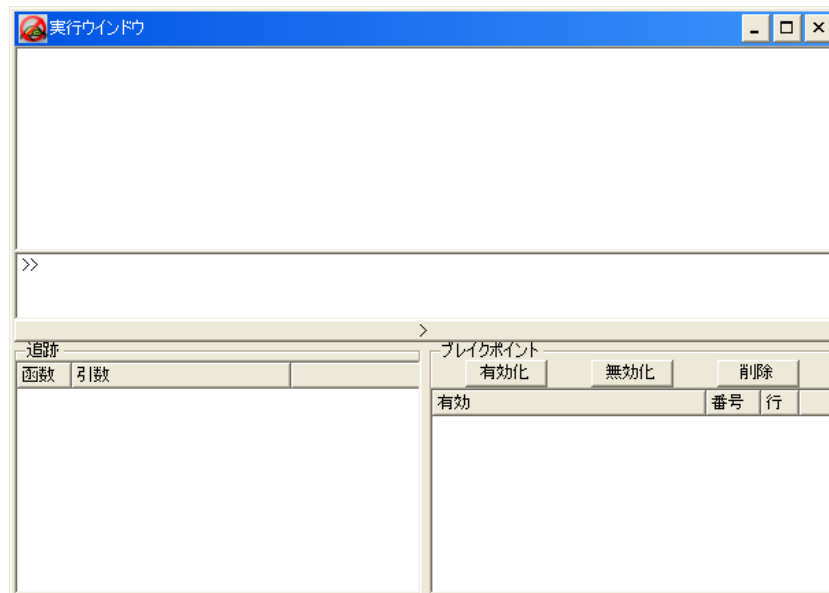 実行ウインドウ
>>
>
追跡
函数 引数
ブレイクポイント
有効化 無効化 削除
有効 番号 行